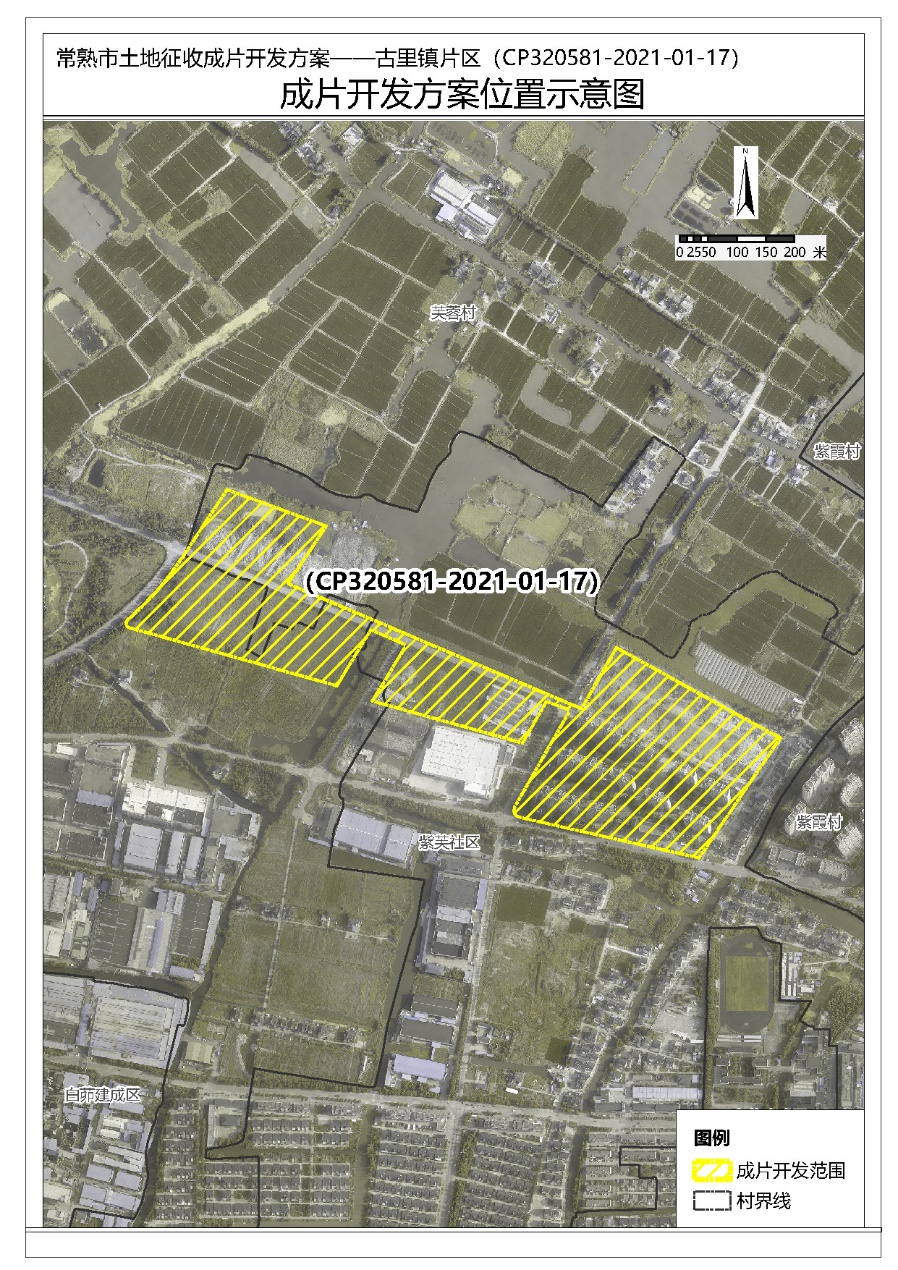 常熟市土地征收成片开发方案——古里镇片区（CP320581-2021-01-17）
成片开发方案位置示意图
N
0 2550 100 150 200 米
芙蓉村
紫霞村
(CP320581-2021-01-17)
紫霞村
紫芙社区
白茆建成区
图例
成片开发范围
村界线